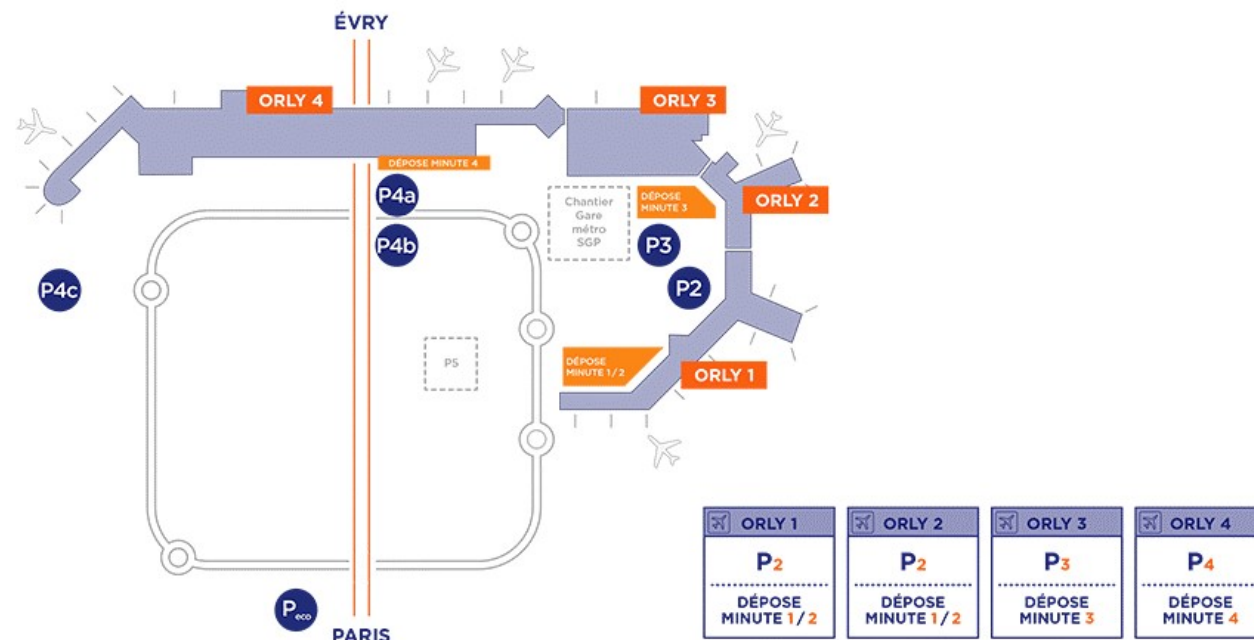 ÉVRY
ORLY 4
ORLY 3
DÉPOSE MINUTE 4
P4a
Chantier
Gare
métro
SGP
DÉPOSE
MINUTE 3
ORLY 2
P4b
P3
P4c
P2
PS
DÉPOSE
MINUTE 1/2
ORLY 1
Peco
PARIS
ORLY 1
P2
DÉPOSE
MINUTE 1/2
ORLY 2
P2
DÉPOSE
MINUTE 1/2
ORLY 3
P3
DÉPOSE
MINUTE 3
ORLY 4
P4
DÉPOSE
MINUTE 4